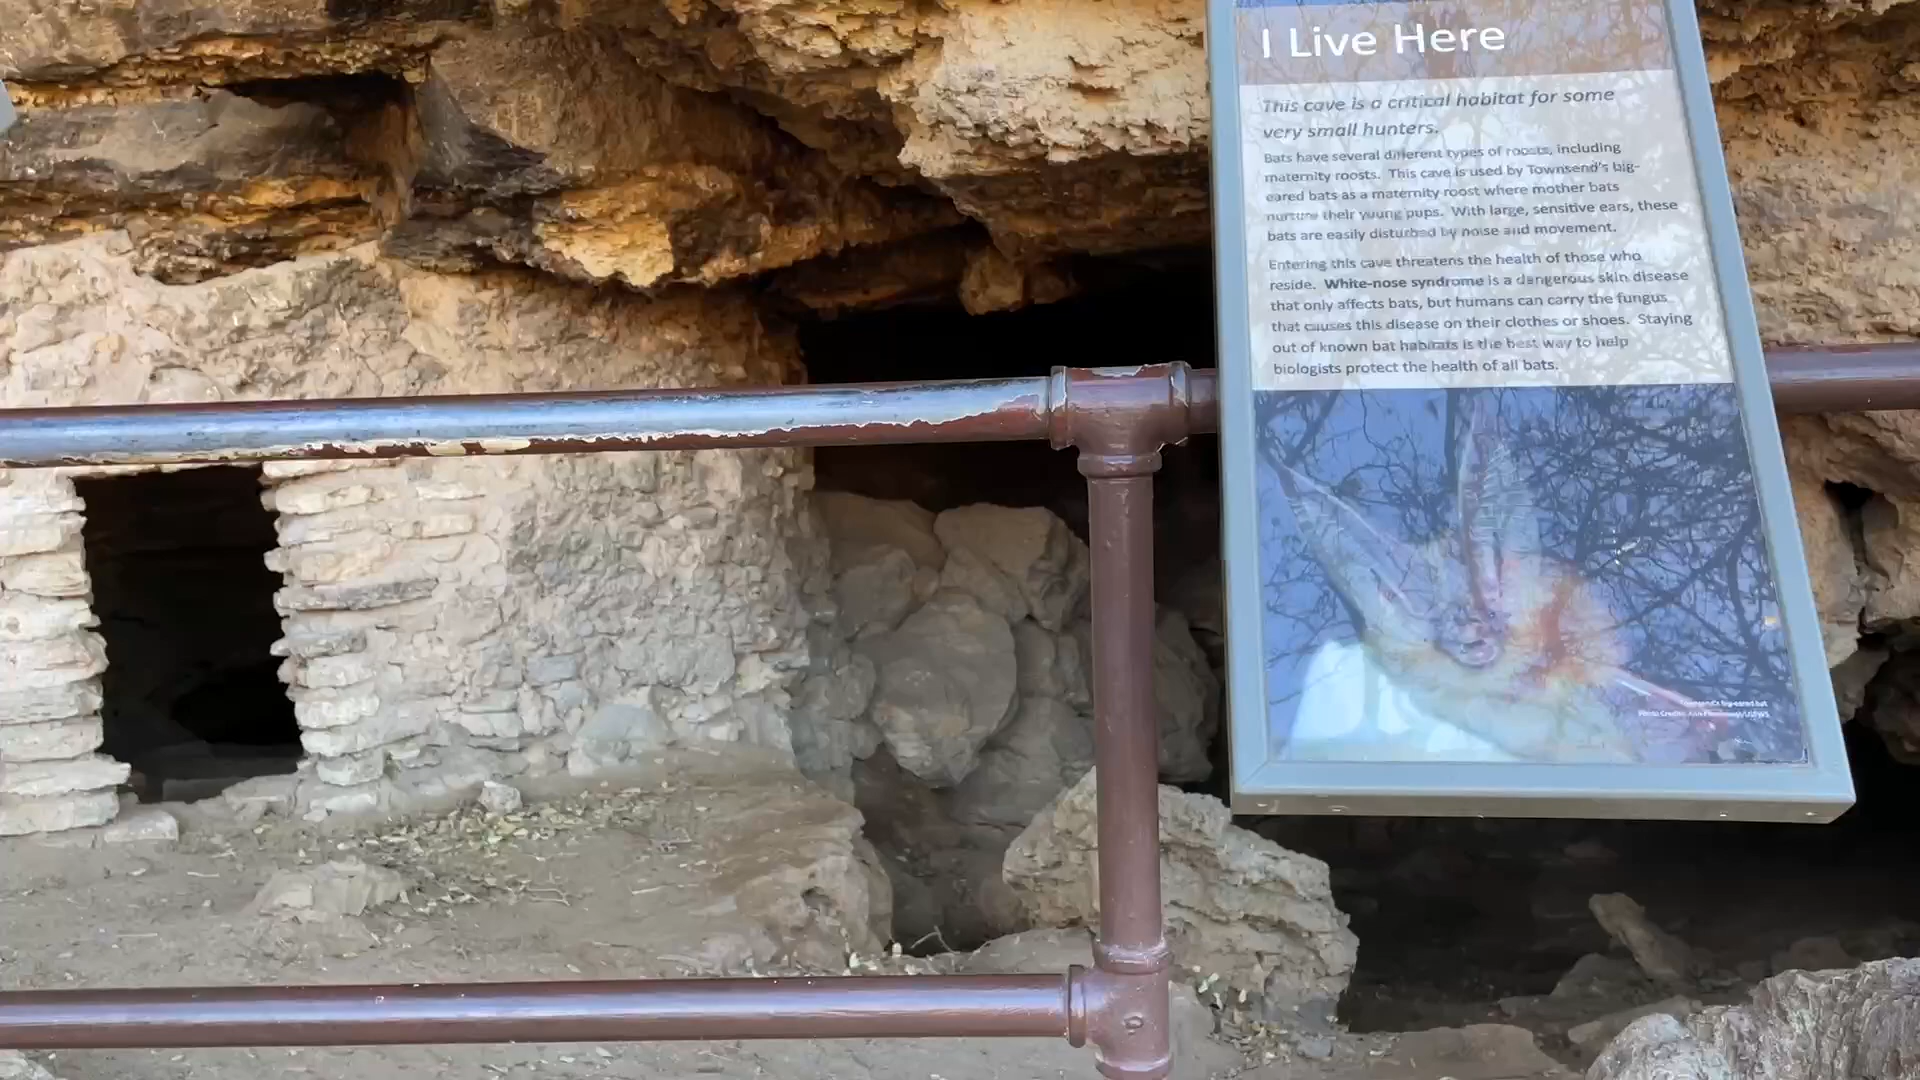 I Live Here
This cave is a critical habitat for some
very small hunters.
Bats have several different types of roosts, including
maternity roosts. This cave is used by Townsend's big-
eared bats as a maternity roost where mother bats
nurture their young pups. With large, sensitive ears, these
bats are easily disturbed by noise and movement.
Entering this cave threatens the health of those who
reside. White-nose syndrome is a dangerous skin disease
that only affects bats, but humans can carry the fungus
that causes this disease on their clothes or shoes. Staying
out of known bat habitats is the best way to help
biologists protect the health of all bats.
Townsend's big-eared bat
Photo Credit: Ann